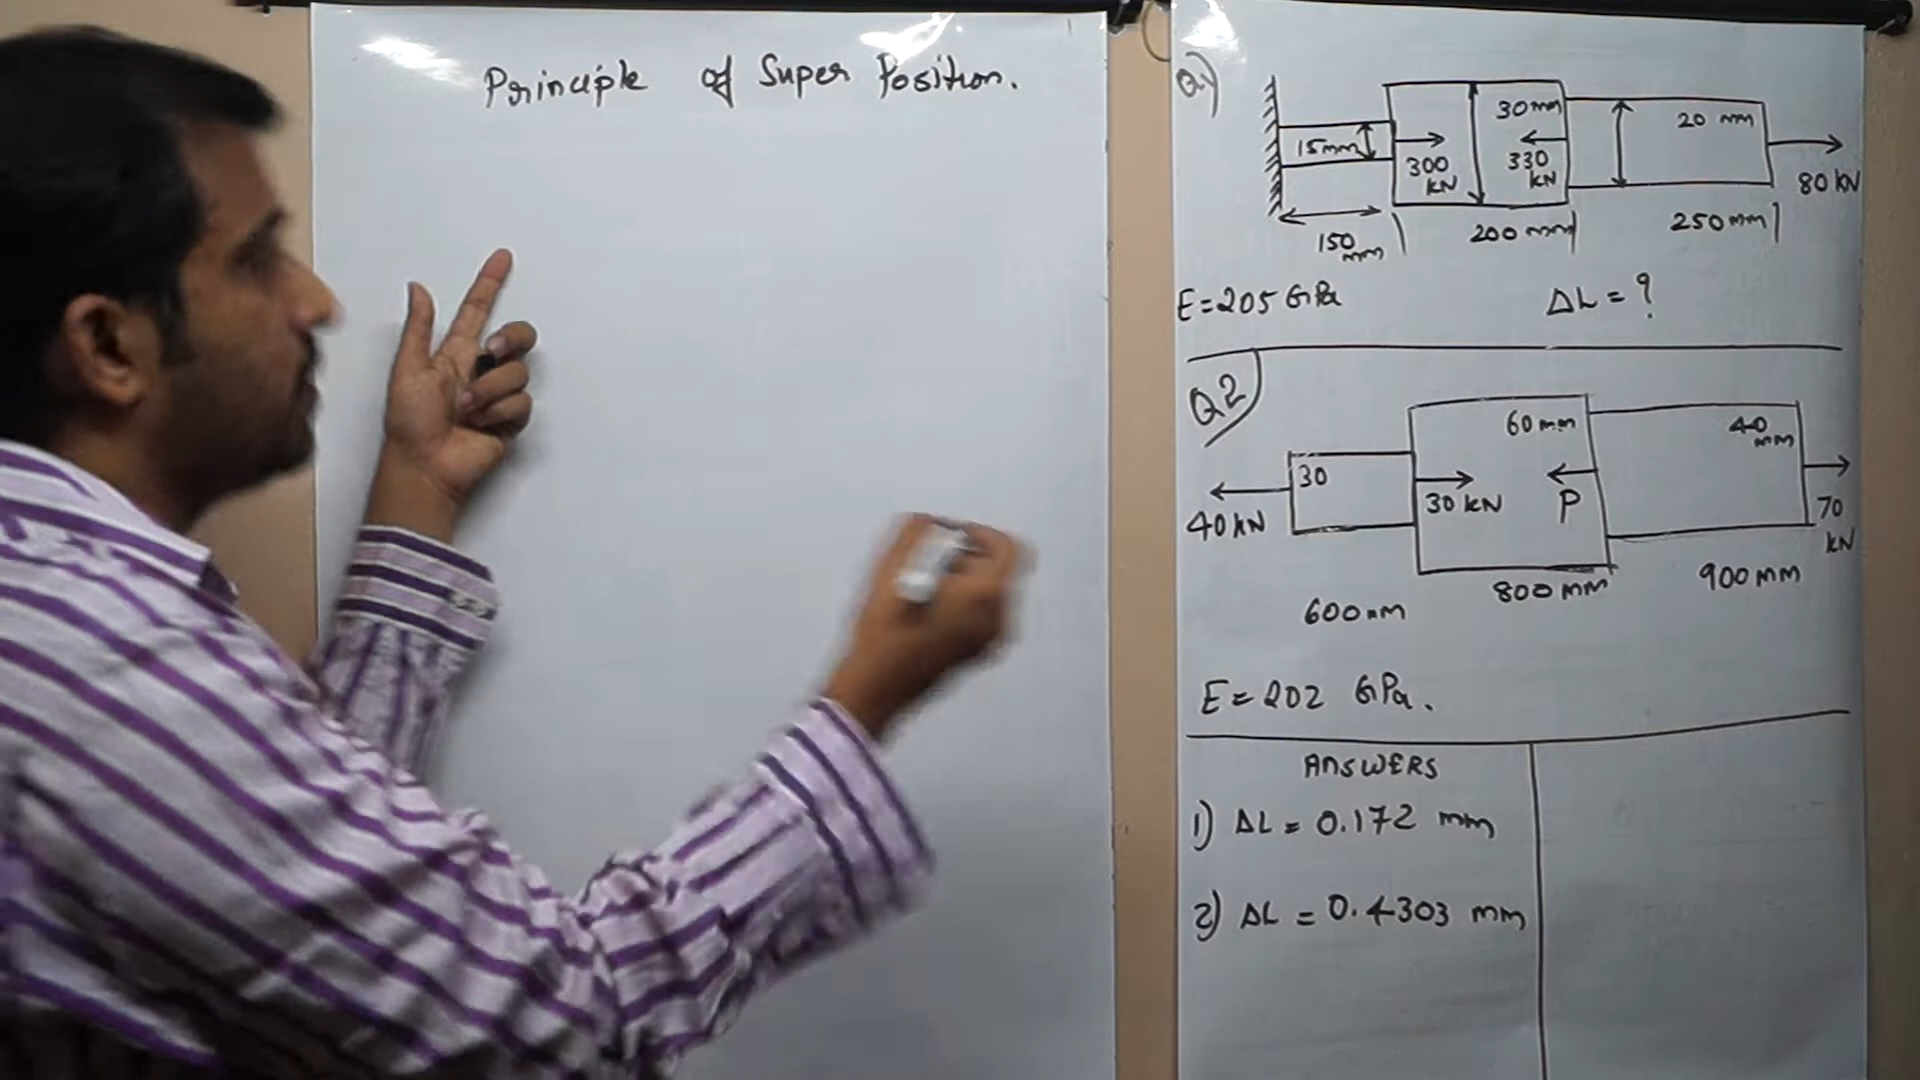 Principle of Super Position.
Q1)
15mm
300 kN
30mm
330 kN
20 mm
80 kN
150 mm
200 mm
250 mm
E=205 GPa
ΔL = ?
Q2)
40 kN
30
30 kN
60 mm
P
40 mm
70 kN
600 mm
800 mm
900 mm
E = 202 GPa.
ANSWERS
1) ΔL = 0.172 mm
2) ΔL = 0.4303 mm